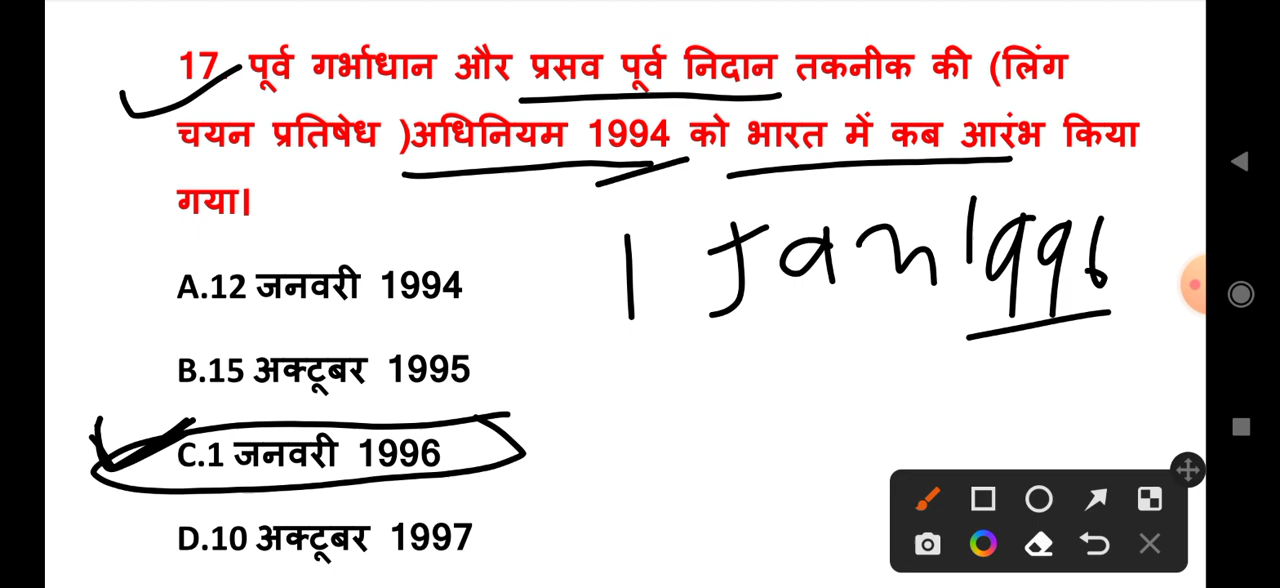 17. पूर्व गर्भाधान और प्रसव पूर्व निदान तकनीक की (लिंग
चयन प्रतिषेध )अधिनियम 1994 को भारत में कब आरंभ किया
गया।
1 Jan 1996
A.12 जनवरी 1994
B.15 अक्टूबर 1995
C.1 जनवरी 1996
D.10 अक्टूबर 1997